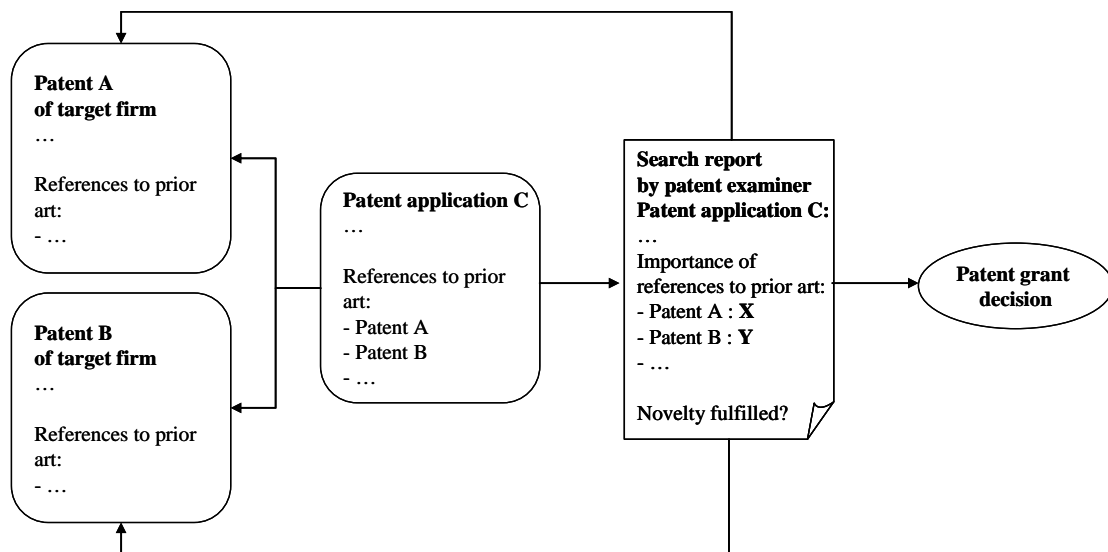 Patent A
of target firm
…
References to prior
art:
- …
Patent B
of target firm
…
References to prior
art:
- …
Patent application C
…
References to prior
art:
- Patent A
- Patent B
- …
Search report
by patent examiner
Patent application C:
…
Importance of
references to prior art:
- Patent A : X
- Patent B : Y
- …
Novelty fulfilled?
Patent grant
decision